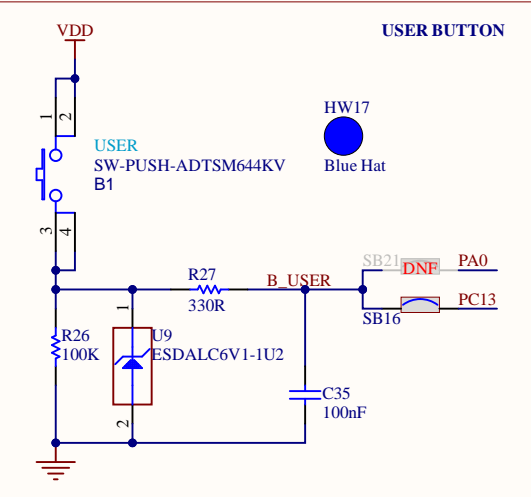 VDD
USER BUTTON
1
2
HW17
Blue Hat
USER
SW-PUSH-ADTSM644KV
B1
3
4
SB21
DNF
PA0
R27
330R
B_USER
PC13
SB16
1
R26
100K
U9
ESDALC6V1-1U2
2
C35
100nF